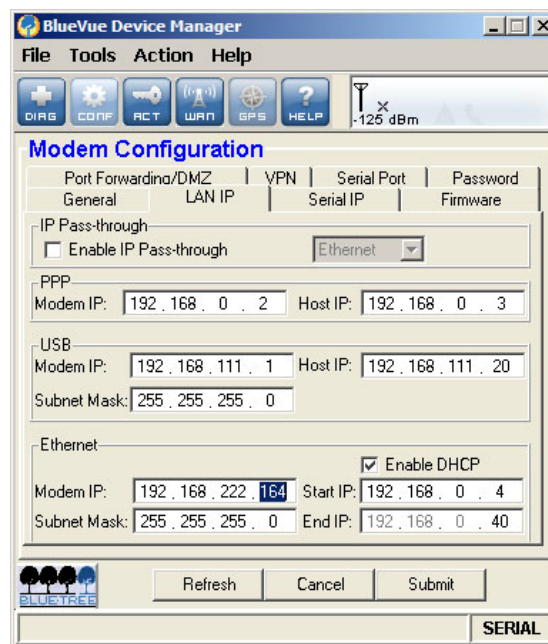 BlueVue Device Manager
File Tools Action Help
DIAG CONF ACT WAN GPS HELP
-125 dBm
Modem Configuration
Port Forwarding/DMZ VPN Serial Port Password
General LAN IP Serial IP Firmware
IP Pass-through
Enable IP Pass-through Ethernet
PPP
Modem IP: 192 . 168 . 0 . 2 Host IP: 192 . 168 . 0 . 3
USB
Modem IP: 192 . 168 . 111 . 1 Host IP: 192 . 168 . 111 . 20
Subnet Mask: 255 . 255 . 255 . 0
Ethernet
Enable DHCP
Modem IP: 192 . 168 . 222 . 164 Start IP: 192 . 168 . 0 . 4
Subnet Mask: 255 . 255 . 255 . 0 End IP: 192 . 168 . 0 . 40
BLUETREE
Refresh Cancel Submit
SERIAL